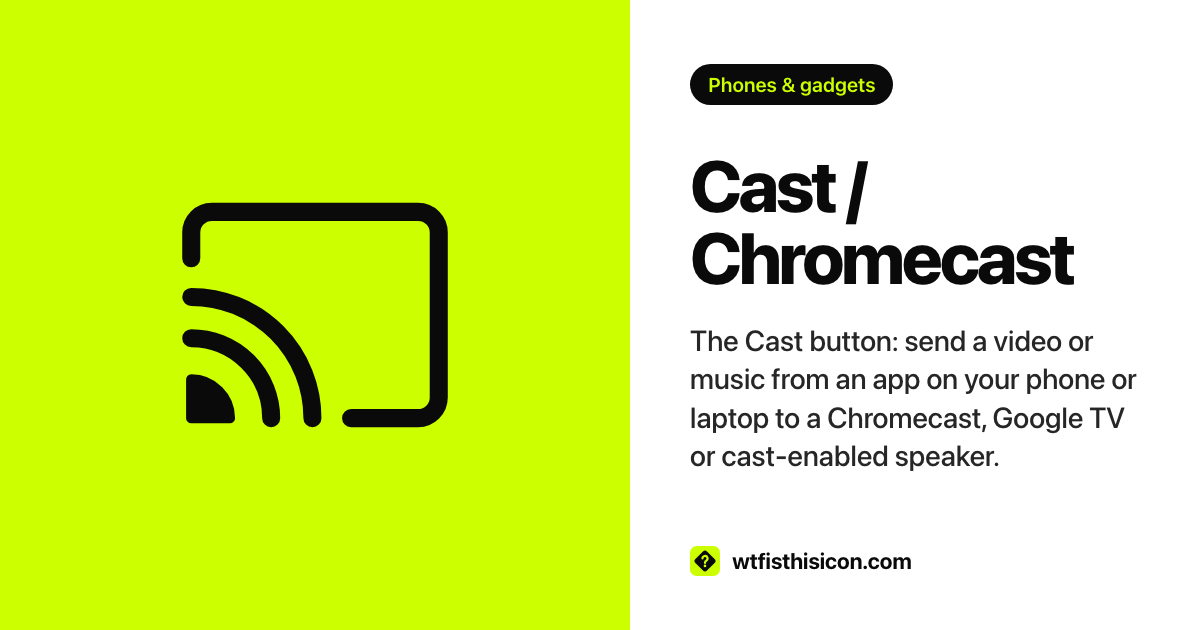 Phones & gadgets
Cast /
Chromecast
The Cast button: send a video or
music from an app on your phone or
laptop to a Chromecast, Google TV
or cast-enabled speaker.
?
wtfisthisicon.com